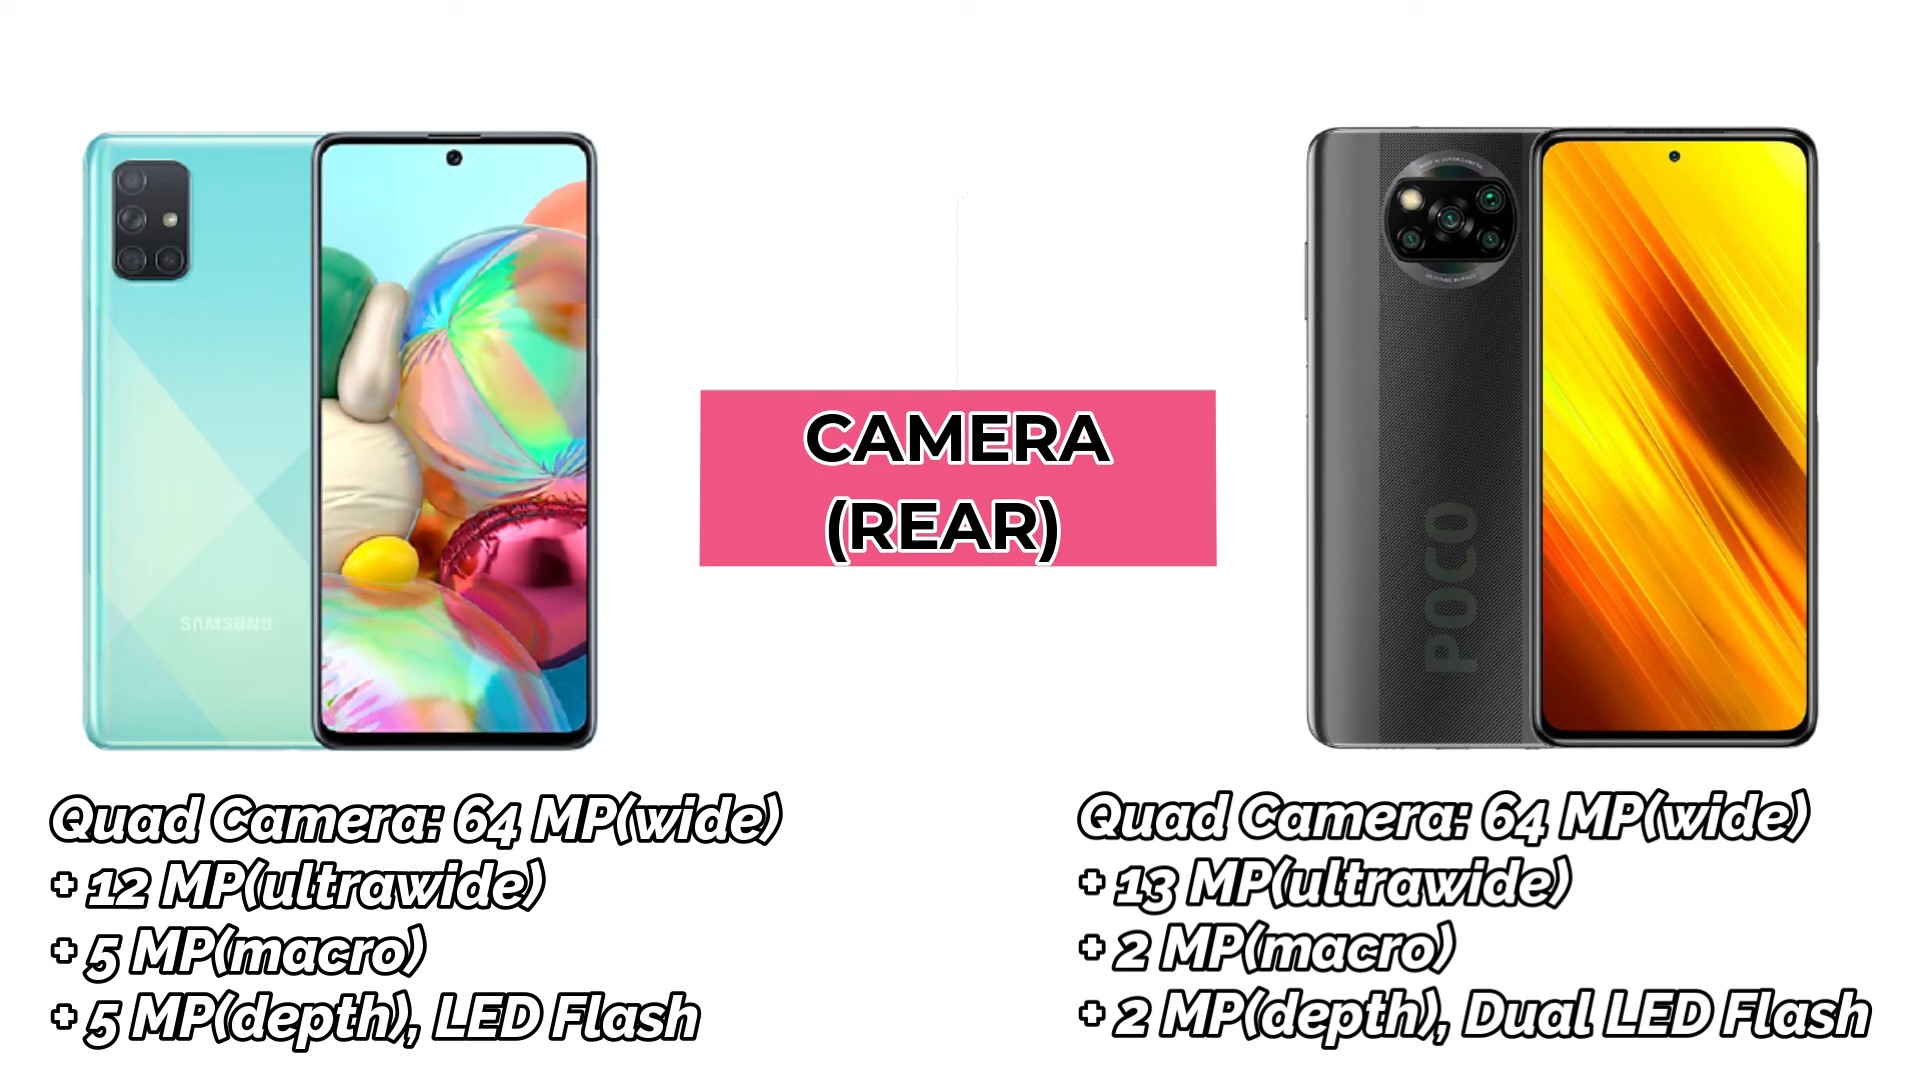 SAMSUNG
POCO
CAMERA
(REAR)
Quad Camera: 64 MP(wide)
+ 12 MP(ultrawide)
+ 5 MP(macro)
+ 5 MP(depth), LED Flash
Quad Camera: 64 MP(wide)
+ 13 MP(ultrawide)
+ 2 MP(macro)
+ 2 MP(depth), Dual LED Flash